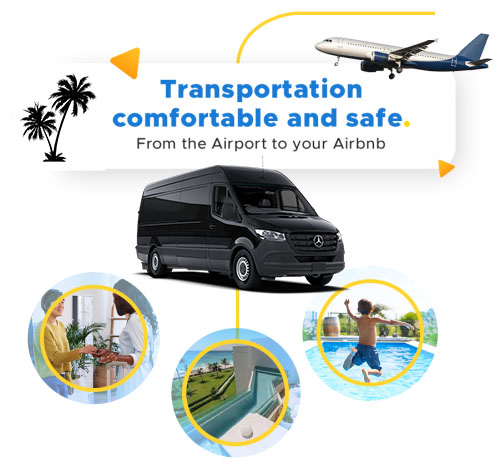 Transportation
comfortable and safe.
From the Airport to your Airbnb